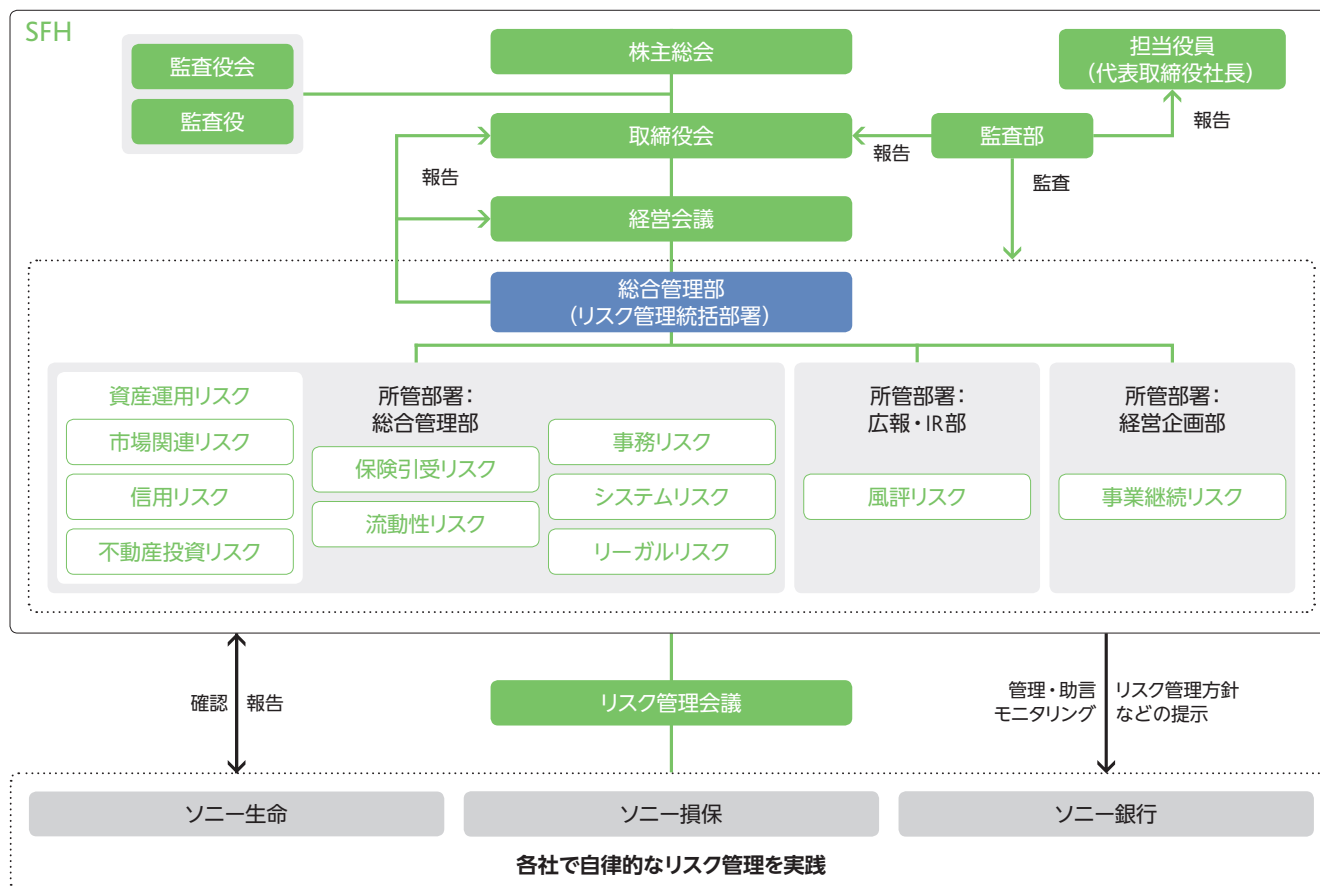 SFH
監査役会
監査役
株主総会
担当役員
（代表取締役社長）
取締役会
監査部
報告
報告
報告
監査
経営会議
総合管理部
（リスク管理統括部署）
資産運用リスク
市場関連リスク
信用リスク
不動産投資リスク
所管部署：
総合管理部
保険引受リスク
流動性リスク
事務リスク
システムリスク
リーガルリスク
所管部署：
広報・IR部
風評リスク
所管部署：
経営企画部
事業継続リスク
確認
報告
リスク管理会議
管理・助言
モニタリング
リスク管理方針
などの提示
ソニー生命
ソニー損保
ソニー銀行
各社で自律的なリスク管理を実践